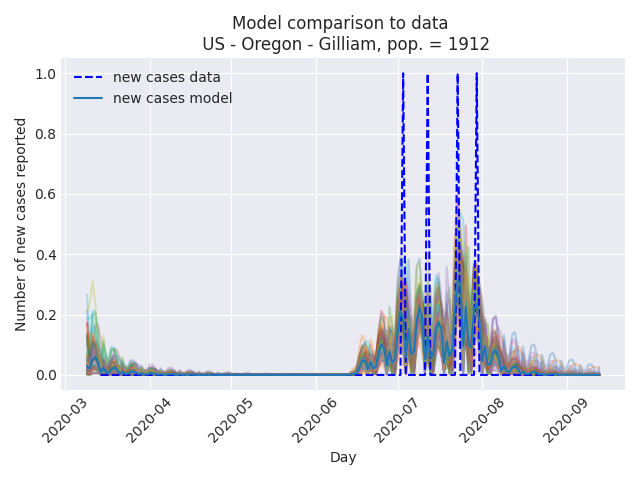 Model comparison to data
US - Oregon - Gilliam, pop. = 1912
new cases data
new cases model
Number of new cases reported
1.0
0.8
0.6
0.4
0.2
0.0
2020-03
2020-04
2020-05
2020-06
2020-07
2020-08
2020-09
Day